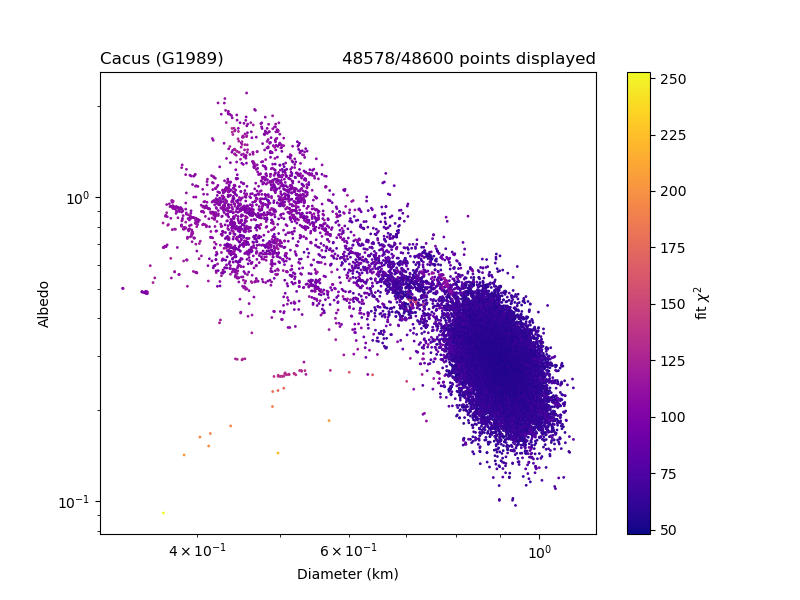 Cacus (G1989)
48578/48600 points displayed
Albedo
10⁰
10⁻¹
4 × 10⁻¹
6 × 10⁻¹
10⁰
Diameter (km)
250
225
200
175
150
125
100
75
50
fit χ²